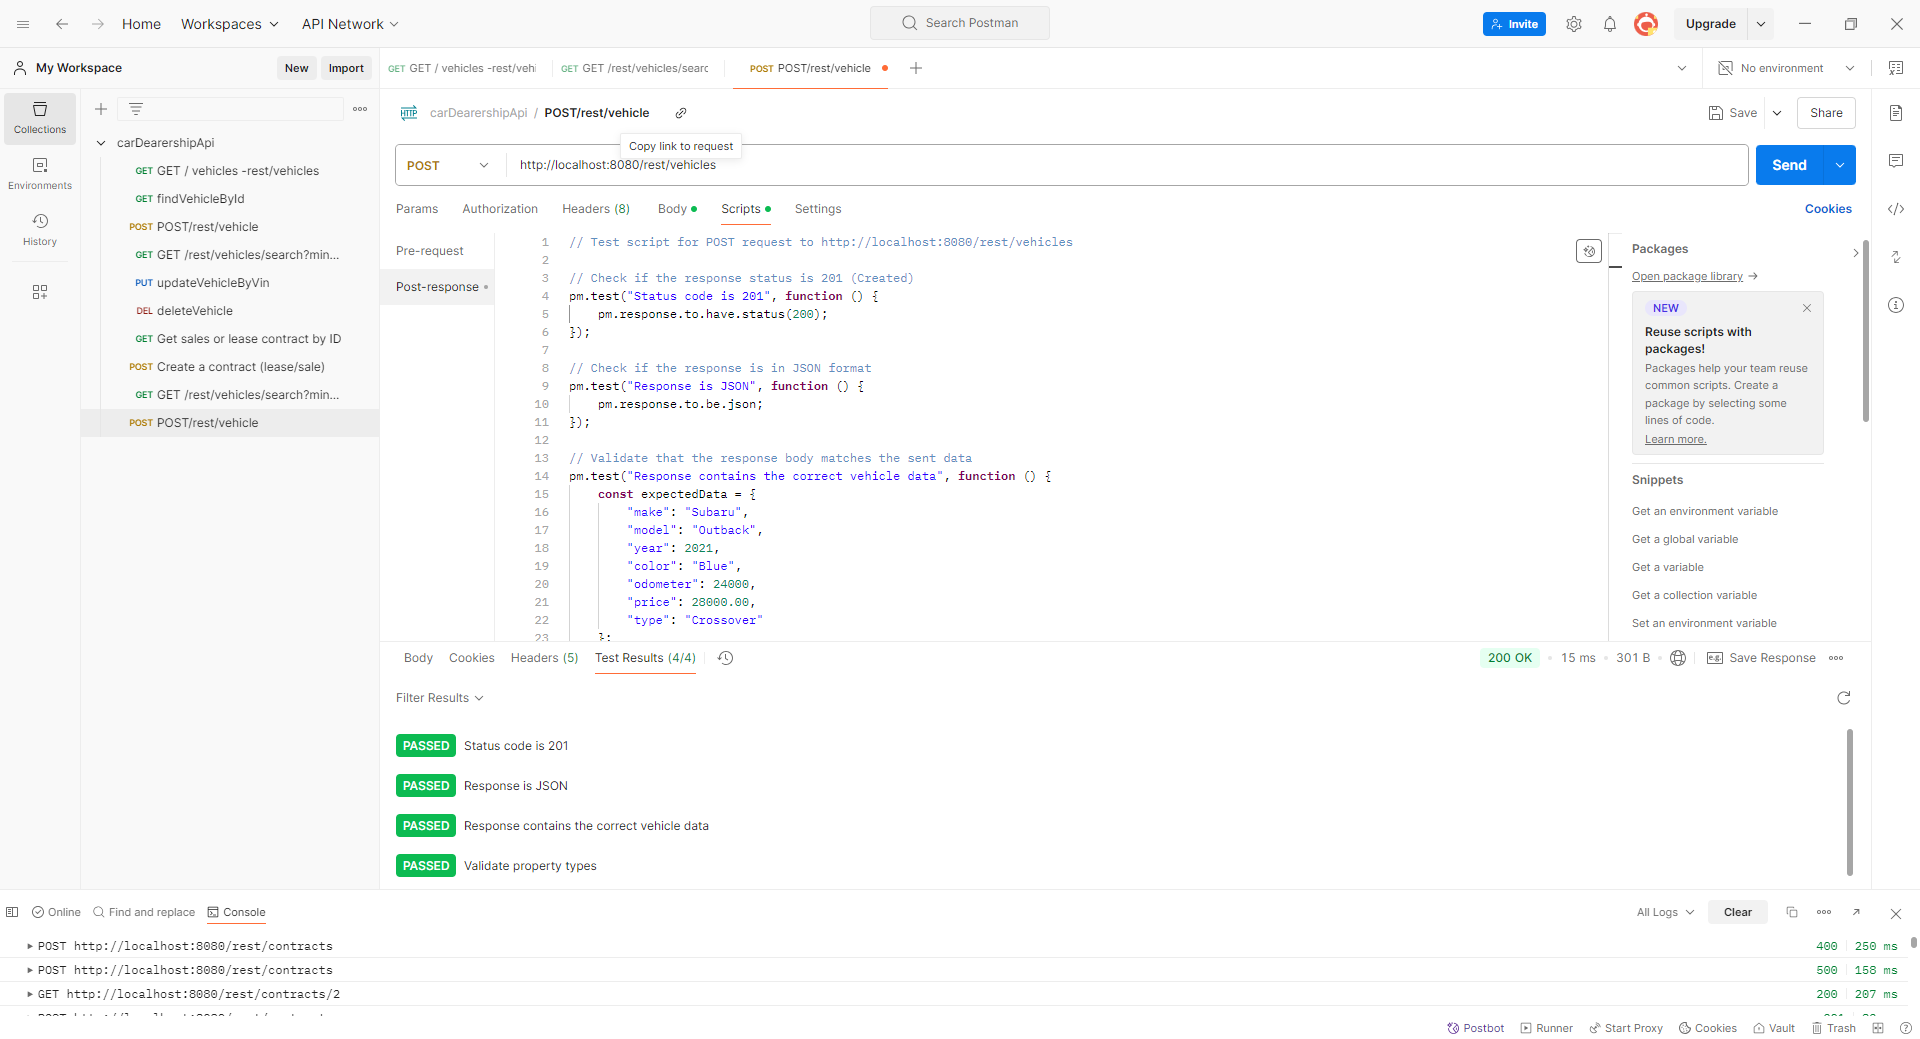 Home
Workspaces
API Network
Search Postman
Invite
Upgrade
My Workspace
New
Import
GET GET / vehicles -rest/vehi
GET GET /rest/vehicles/searc
POST POST/rest/vehicle
No environment
Collections
Environments
History
carDearershipApi
GET GET / vehicles -rest/vehicles
GET findVehicleById
POST POST/rest/vehicle
GET GET /rest/vehicles/search?min...
PUT updateVehicleByVin
DEL deleteVehicle
GET Get sales or lease contract by ID
POST Create a contract (lease/sale)
GET GET /rest/vehicles/search?min...
POST POST/rest/vehicle
HTTP carDearershipApi / POST/rest/vehicle
Save
Share
Copy link to request
POST
http://localhost:8080/rest/vehicles
Send
Params
Authorization
Headers (8)
Body
Scripts
Settings
Cookies
Pre-request
Post-response
1 // Test script for POST request to http://localhost:8080/rest/vehicles
2
3 // Check if the response status is 201 (Created)
4 pm.test("Status code is 201", function () {
5 pm.response.to.have.status(200);
6 });
7
8 // Check if the response is in JSON format
9 pm.test("Response is JSON", function () {
10 pm.response.to.be.json;
11 });
12
13 // Validate that the response body matches the sent data
14 pm.test("Response contains the correct vehicle data", function () {
15 const expectedData = {
16 "make": "Subaru",
17 "model": "Outback",
18 "year": 2021,
19 "color": "Blue",
20 "odometer": 24000,
21 "price": 28000.00,
22 "type": "Crossover"
23 };
Packages
Open package library →
NEW
Reuse scripts with
packages!
Packages help your team reuse
common scripts. Create a
package by selecting some
lines of code.
Learn more.
Snippets
Get an environment variable
Get a global variable
Get a variable
Get a collection variable
Set an environment variable
Body
Cookies
Headers (5)
Test Results (4/4)
200 OK
15 ms
301 B
e.g. Save Response
Filter Results
PASSED Status code is 201
PASSED Response is JSON
PASSED Response contains the correct vehicle data
PASSED Validate property types
Online
Find and replace
Console
All Logs
Clear
POST http://localhost:8080/rest/contracts 400 250 ms
POST http://localhost:8080/rest/contracts 500 158 ms
GET http://localhost:8080/rest/contracts/2 200 207 ms
Postbot
Runner
Start Proxy
Cookies
Vault
Trash